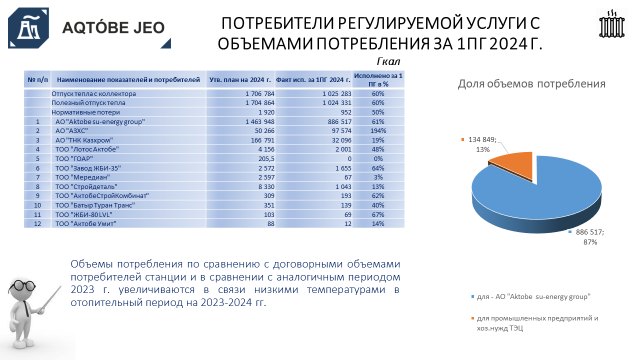 AQTÓBE JEO
ПОТРЕБИТЕЛИ РЕГУЛИРУЕМОЙ УСЛУГИ С
ОБЪЕМАМИ ПОТРЕБЛЕНИЯ ЗА 1ПГ 2024 Г.
Гкал
№ п/п Наименование показателей и потребителей Утв. план на 2024 г. Факт исп. за 1ПГ 2024 г. Исполнено за 1 ПГ в %
Отпуск тепла с коллектора 1 706 784 1 025 283 60%
Полезный отпуск тепла 1 704 864 1 024 331 60%
Нормативные потери 1 920 952 50%
1 АО "Aktobe su-energy group" 1 463 948 886 517 61%
2 АО "АЗХС" 50 266 97 574 194%
3 АО "ТНК Казхром" 166 791 32 096 19%
4 ТОО "Лотос Актобе" 4 156 2 001 48%
5 ТОО "ГОАР" 205,5 0 0%
6 ТОО "Завод ЖБИ-35" 2 572 1 655 64%
7 ТОО "Меридиан" 2 597 67 3%
8 ТОО "Стройдеталь" 8 330 1 043 13%
9 ТОО "АктобеСтройКомбинат" 309 193 62%
10 ТОО "Батыр Туран Транс" 351 139 40%
11 ТОО "ЖБИ-80 LVL" 103 69 67%
12 ТОО "Актобе Умит" 88 12 14%
Доля объемов потребления
134 849;
13%
886 517;
87%
для - АО "Aktobe su-energy group"
для промышленных предприятий и
хоз.нужд ТЭЦ
Объемы потребления по сравнению с договорными объемами
потребителей станции и в сравнении с аналогичным периодом
2023 г. увеличиваются в связи низкими температурами в
отопительный период на 2023-2024 гг.